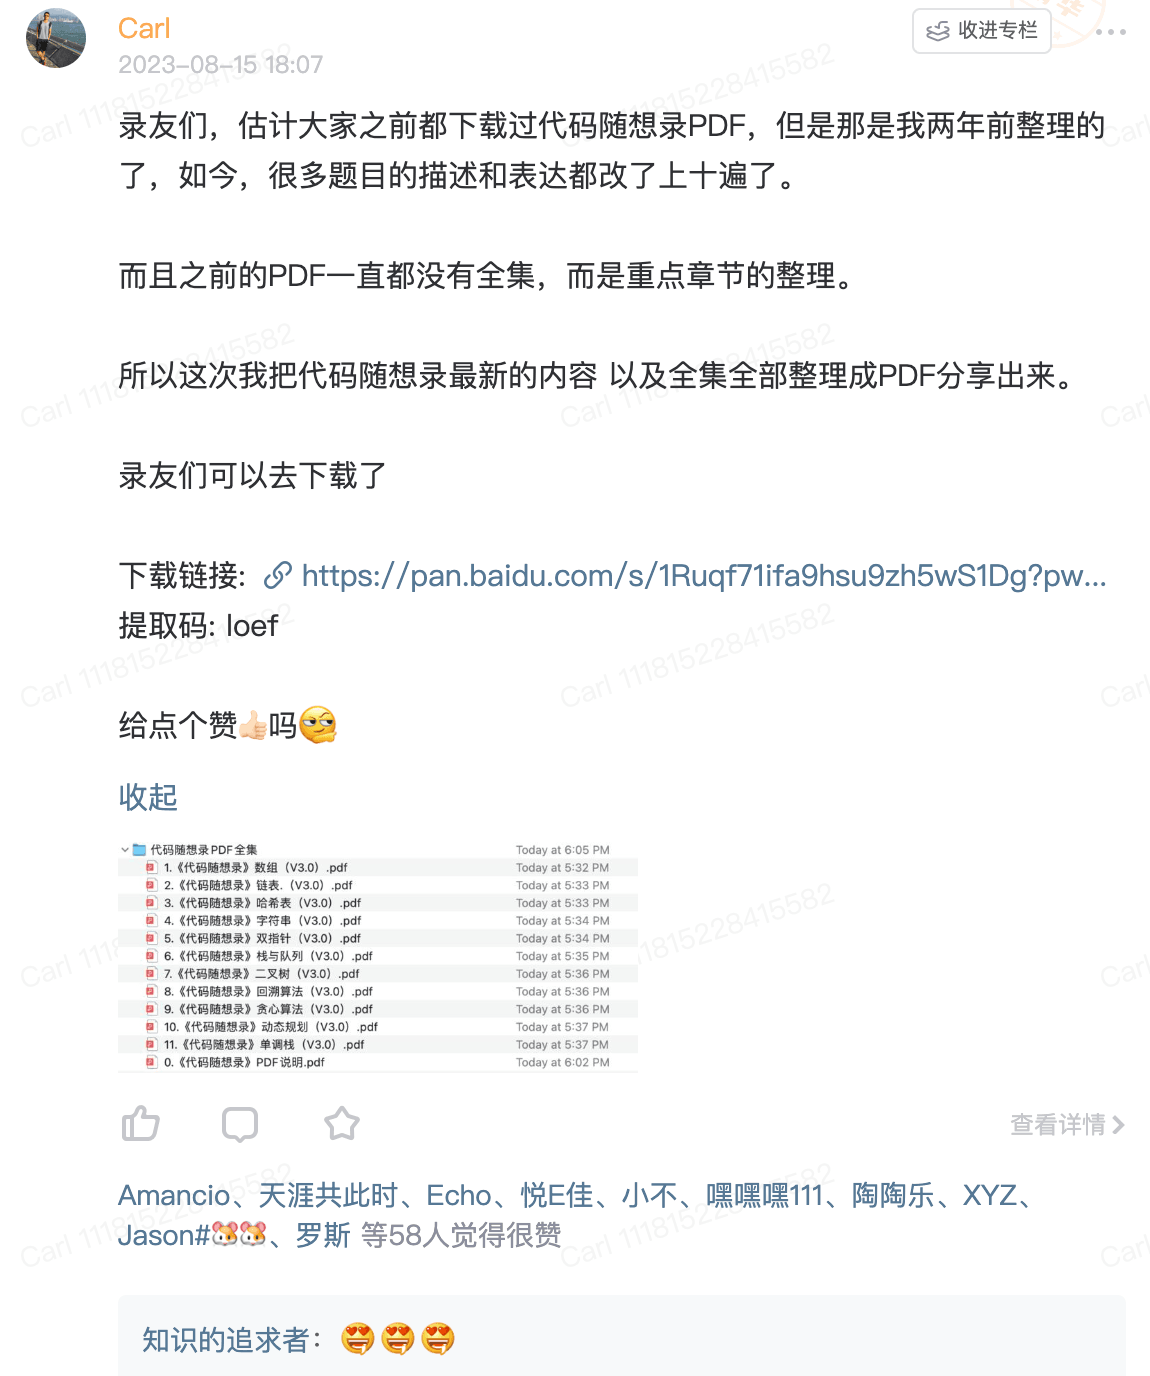 Carl
收进专栏
2023-08-15 18:07
录友们，估计大家之前都下载过代码随想录PDF，但是那是我两年前整理的
了，如今，很多题目的描述和表达都改了上十遍了。
而且之前的PDF一直都没有全集，而是重点章节的整理。
所以这次我把代码随想录最新的内容 以及全集全部整理成PDF分享出来。
录友们可以去下载了
下载链接: https://pan.baidu.com/s/1Ruqf71ifa9hsu9zh5wS1Dg?pw...
提取码: loef
给点个赞👍🏻吗🤔
收起
代码随想录PDF全集 Today at 6:05 PM
1.《代码随想录》数组（V3.0）.pdf Today at 5:32 PM
2.《代码随想录》链表.（V3.0）.pdf Today at 5:33 PM
3.《代码随想录》哈希表（V3.0）.pdf Today at 5:33 PM
4.《代码随想录》字符串（V3.0）.pdf Today at 5:34 PM
5.《代码随想录》双指针（V3.0）.pdf Today at 5:34 PM
6.《代码随想录》栈与队列（V3.0）.pdf Today at 5:35 PM
7.《代码随想录》二叉树（V3.0）.pdf Today at 5:36 PM
8.《代码随想录》回溯算法（V3.0）.pdf Today at 5:36 PM
9.《代码随想录》贪心算法（V3.0）.pdf Today at 5:36 PM
10.《代码随想录》动态规划（V3.0）.pdf Today at 5:37 PM
11.《代码随想录》单调栈（V3.0）.pdf Today at 5:37 PM
0.《代码随想录》PDF说明.pdf Today at 6:02 PM
查看详情
Amancio、天涯共此时、Echo、悦E佳、小不、嘿嘿嘿111、陶陶乐、XYZ、
Jason#🐹🐹、罗斯 等58人觉得很赞
知识的追求者：😍😍😍
Carl 111815228415582